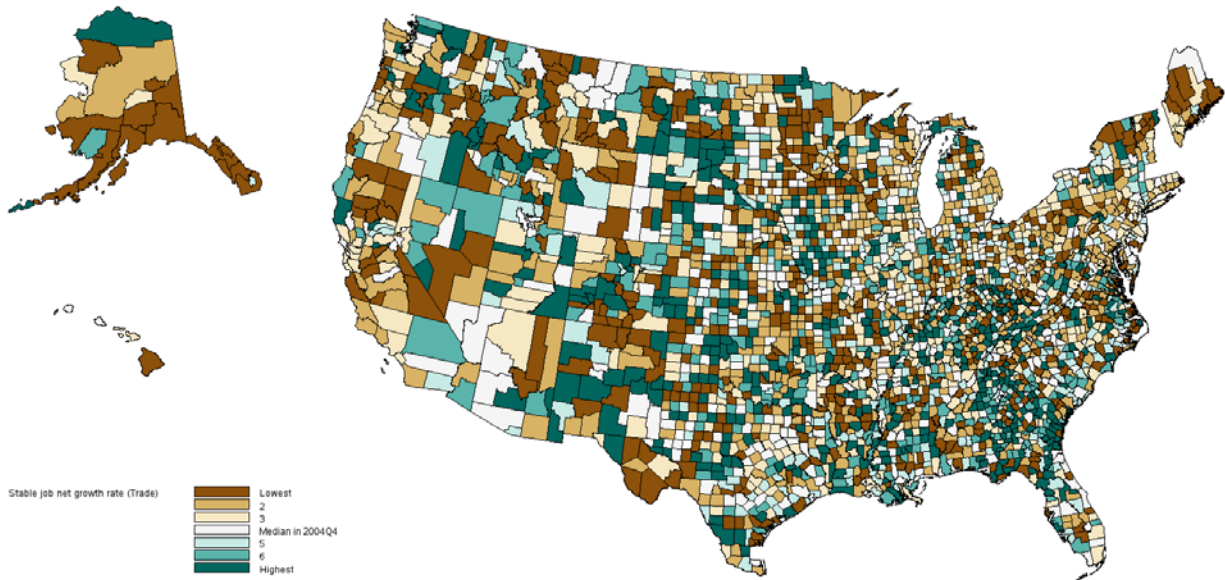 Stable job net growth rate (Trade)
Lowest
2
3
Median in 2004Q4
5
6
Highest